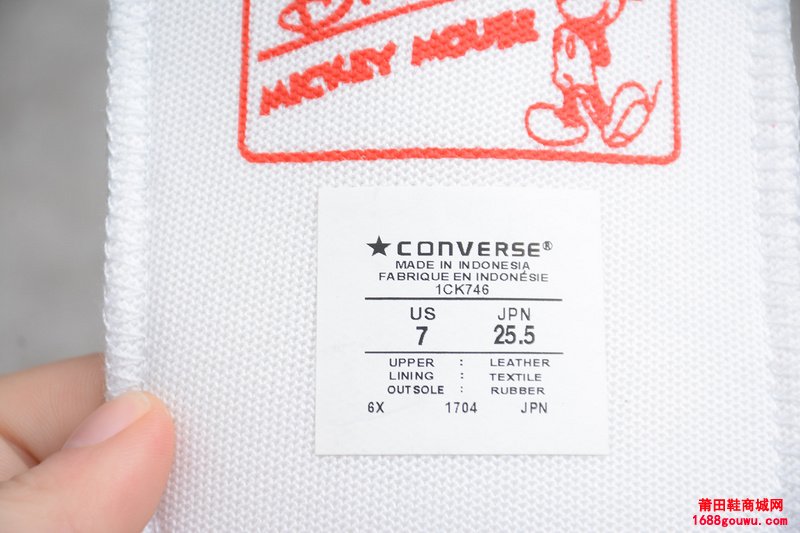 MICKEY MOUSE
★CONVERSE®
MADE IN INDONESIA
FABRIQUE EN INDONÉSIE
1CK746
US JPN
7 25.5
UPPER : LEATHER
LINING : TEXTILE
OUTSOLE : RUBBER
6X 1704 JPN
莆田鞋商城网
1688gouwu.com